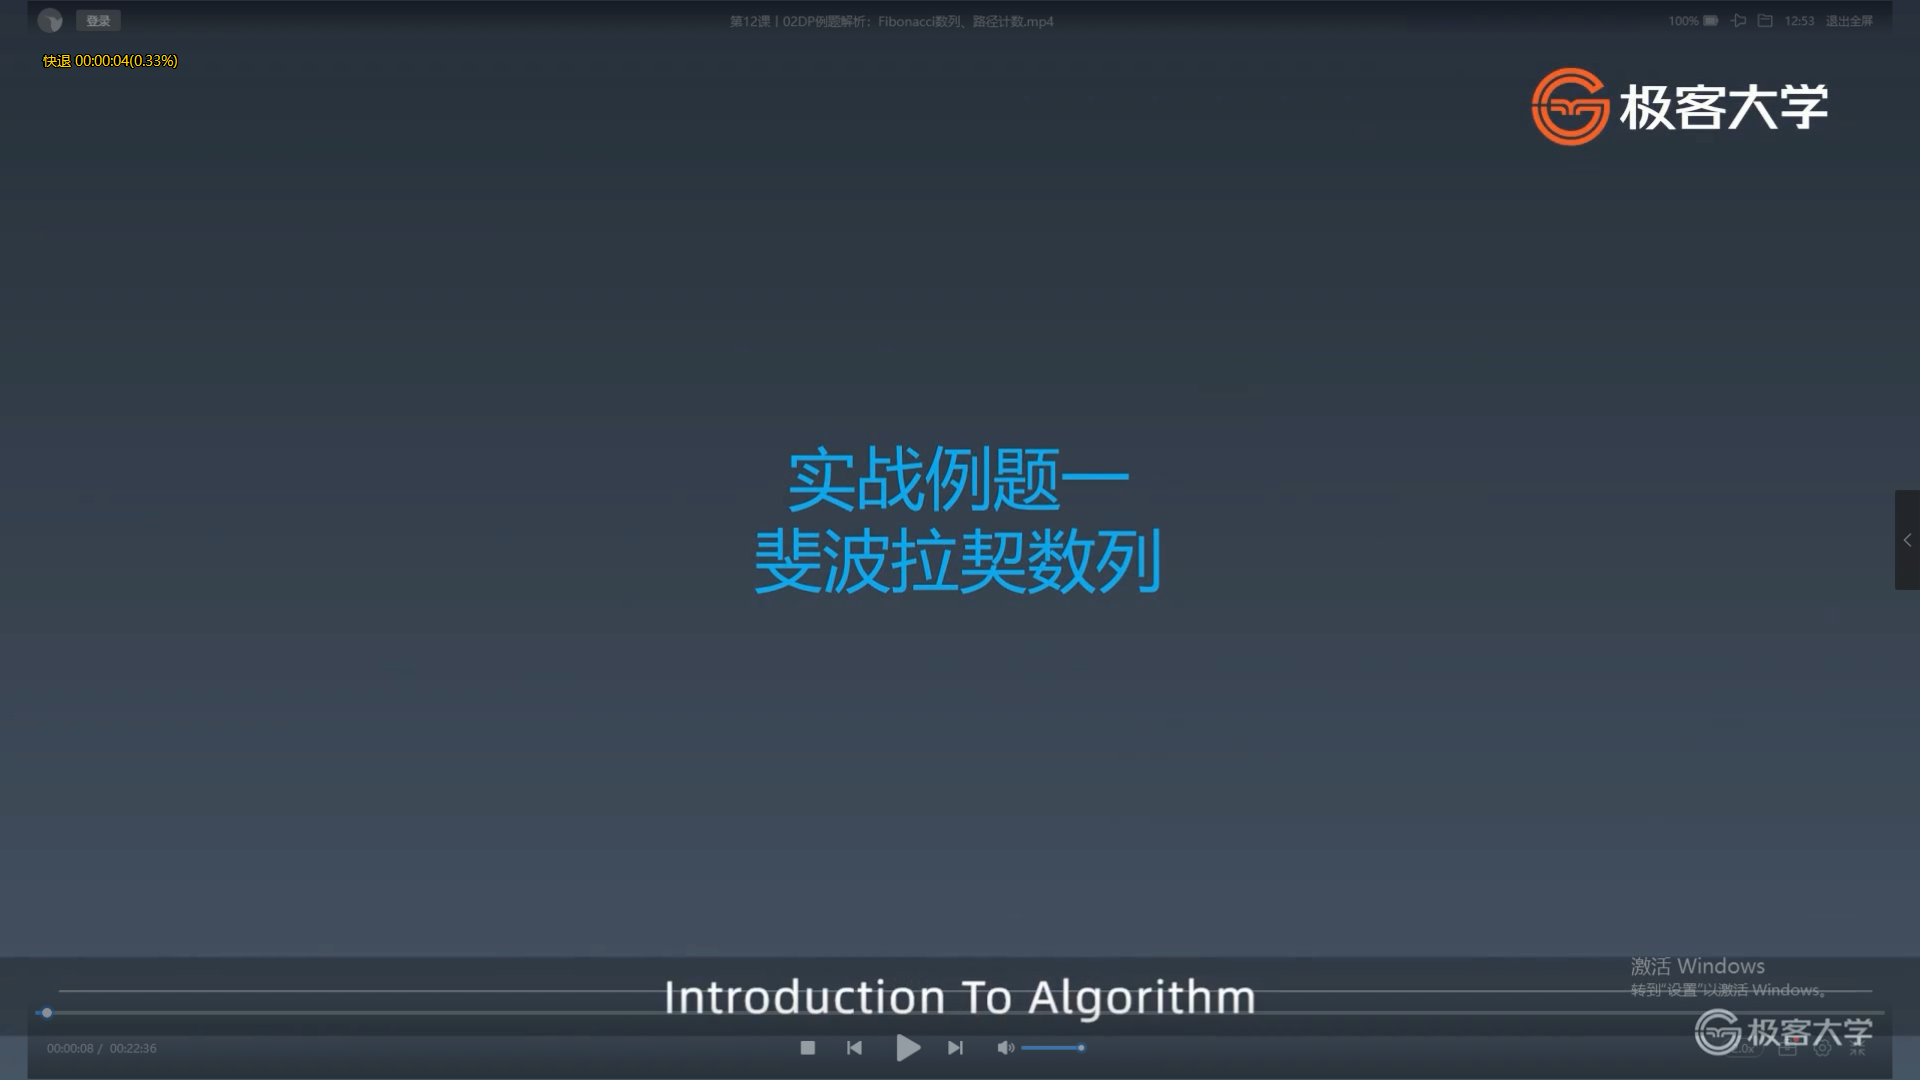 登录
第12课丨02DP例题解析：Fibonacci数列、路径计数.mp4
100%
12:53
退出全屏
快退 00:00:04(0.33%)
极客大学
实战例题一
斐波拉契数列
激活 Windows
转到“设置”以激活 Windows。
Introduction To Algorithm
极客大学
00:00:08 / 00:22:36
2.0x